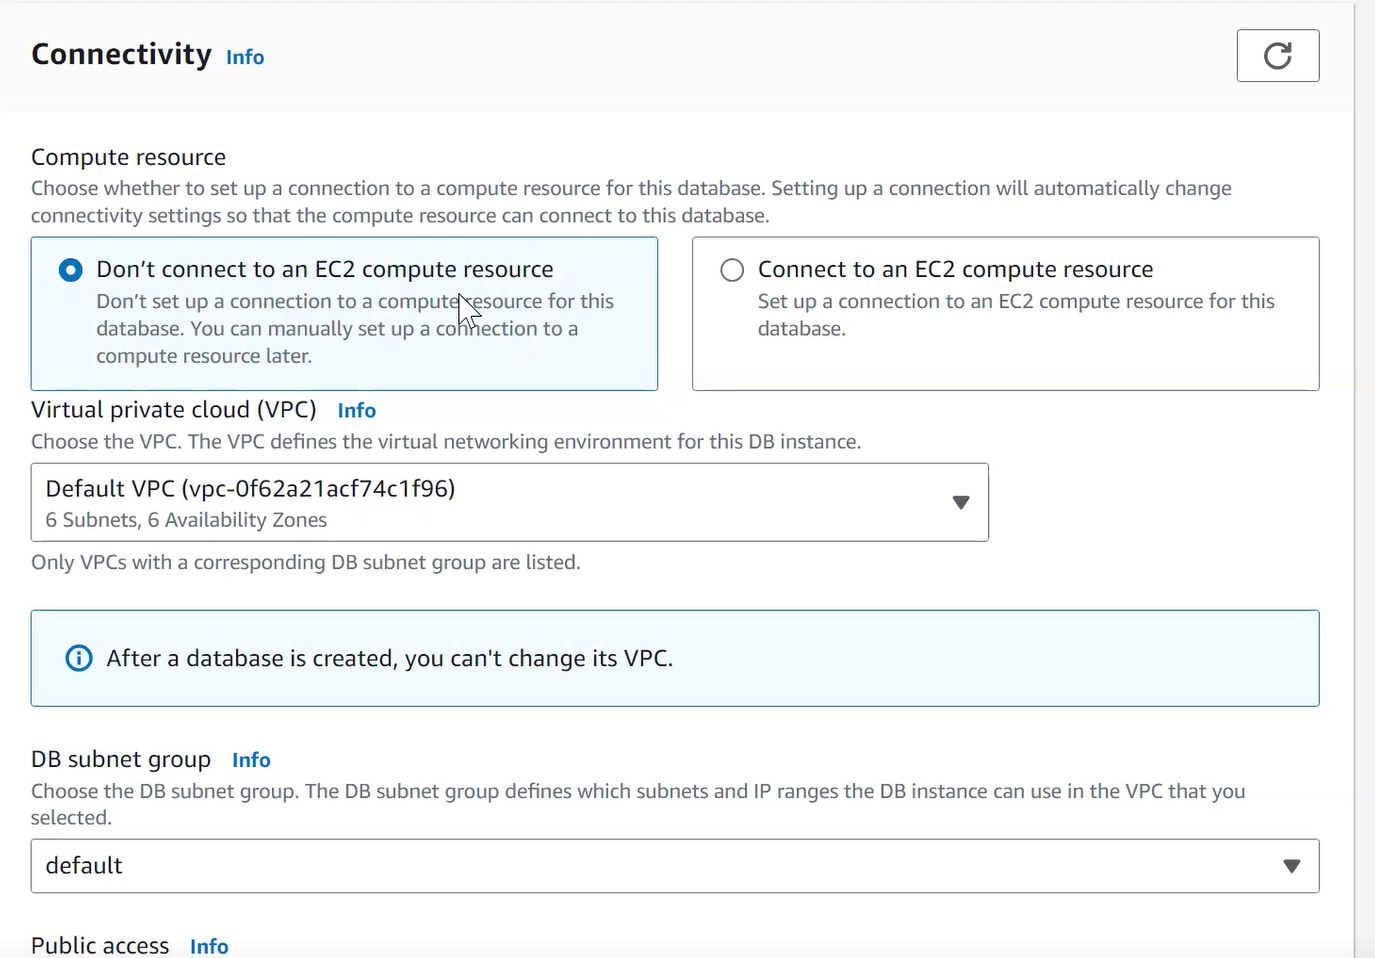 Connectivity Info
Compute resource
Choose whether to set up a connection to a compute resource for this database. Setting up a connection will automatically change
connectivity settings so that the compute resource can connect to this database.
Don’t connect to an EC2 compute resource
Don’t set up a connection to a compute resource for this
database. You can manually set up a connection to a
compute resource later.
Connect to an EC2 compute resource
Set up a connection to an EC2 compute resource for this
database.
Virtual private cloud (VPC) Info
Choose the VPC. The VPC defines the virtual networking environment for this DB instance.
Default VPC (vpc-0f62a21acf74c1f96)
6 Subnets, 6 Availability Zones
Only VPCs with a corresponding DB subnet group are listed.
After a database is created, you can't change its VPC.
DB subnet group Info
Choose the DB subnet group. The DB subnet group defines which subnets and IP ranges the DB instance can use in the VPC that you
selected.
default
Public access Info